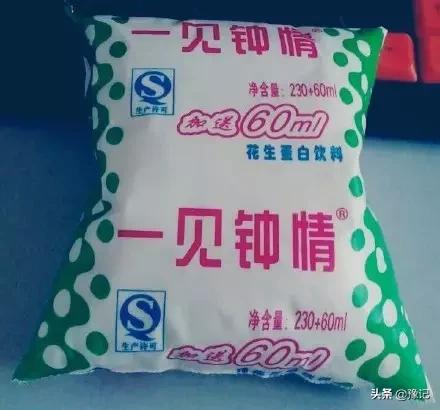 一见钟情®
净含量：230+60ml
生产许可
加送60ml
花生蛋白饮料
一见钟情®
净含量：230+60ml
生产许可
加送60ml
头条@豫记